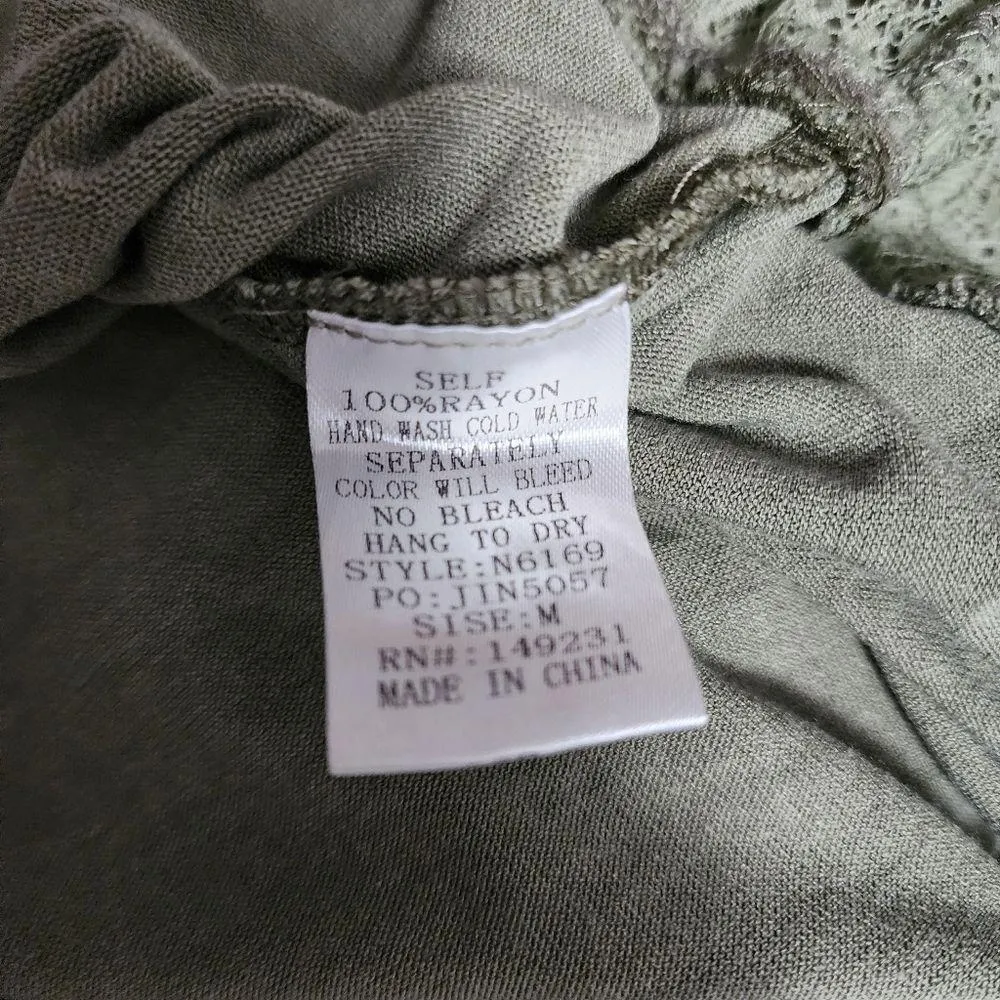 SELF
100%RAYON
HAND WASH COLD WATER
SEPARATELY
COLOR WILL BLEED
NO BLEACH
HANG TO DRY
STYLE:N6169
PO:JIN5057
SISE:M
RN#:149231
MADE IN CHINA